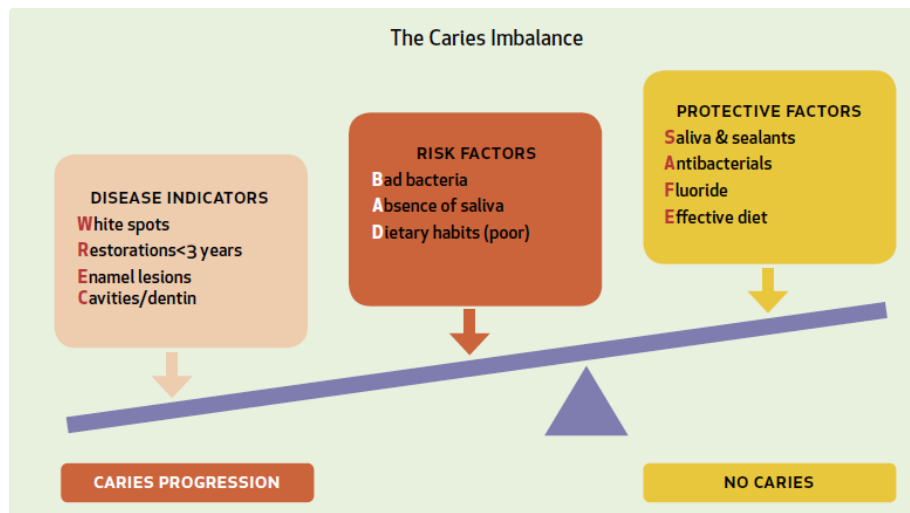 The Caries Imbalance
DISEASE INDICATORS
White spots
Restorations<3 years
Enamel lesions
Cavities/dentin
RISK FACTORS
Bad bacteria
Absence of saliva
Dietary habits (poor)
PROTECTIVE FACTORS
Saliva & sealants
Antibacterials
Fluoride
Effective diet
CARIES PROGRESSION
NO CARIES